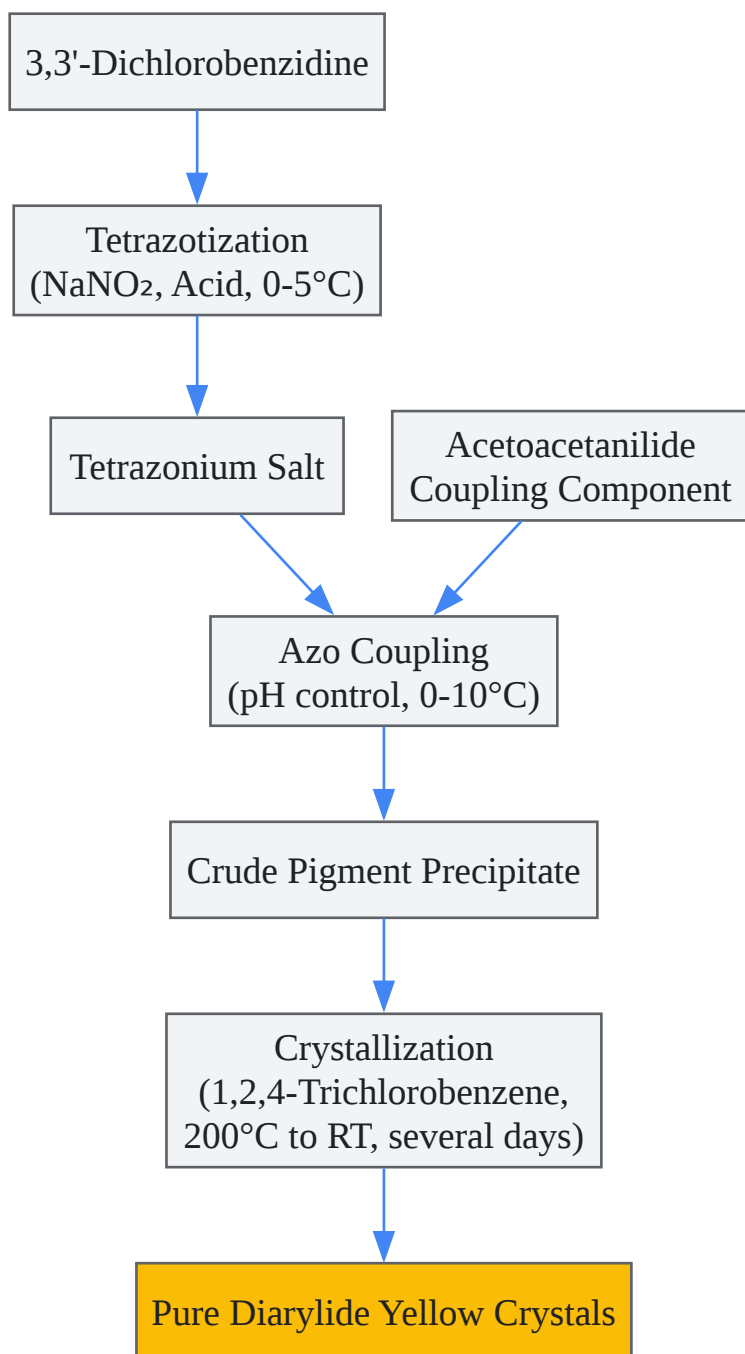 3,3'-Dichlorobenzidine
Tetrazotization
(NaNO₂, Acid, 0-5°C)
Tetrazonium Salt
Acetoacetanilide
Coupling Component
Azo Coupling
(pH control, 0-10°C)
Crude Pigment Precipitate
Crystallization
(1,2,4-Trichlorobenzene,
200°C to RT, several days)
Pure Diarylide Yellow Crystals